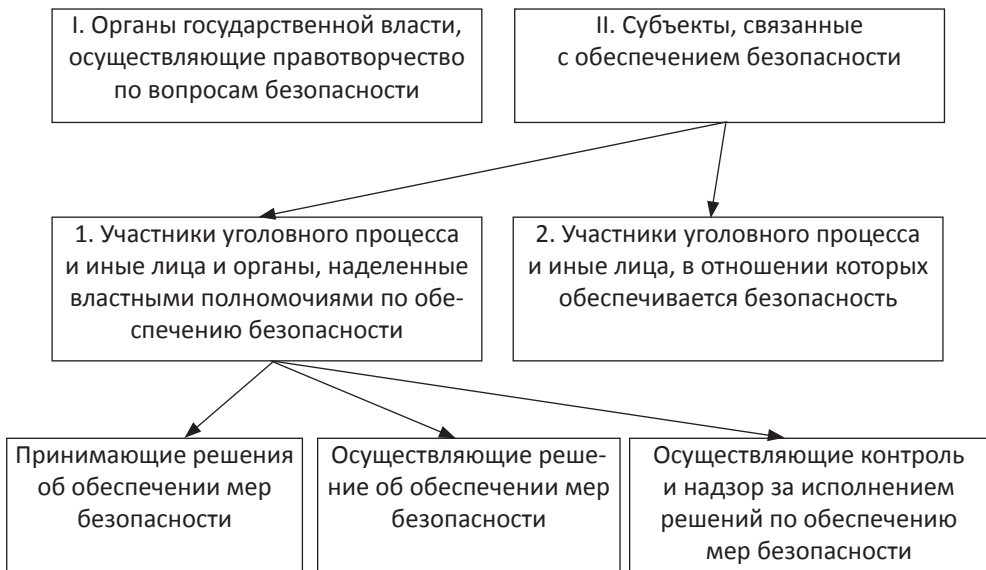 I. Органы государственной власти,
осуществляющие правотворчество
по вопросам безопасности
II. Субъекты, связанные
с обеспечением безопасности
1. Участники уголовного процесса
и иные лица и органы, наделенные
властными полномочиями по обе-
спечению безопасности
2. Участники уголовного процесса
и иные лица, в отношении которых
обеспечивается безопасность
Принимающие решения
об обеспечении мер
безопасности
Осуществляющие реше-
ние об обеспечении мер
безопасности
Осуществляющие контроль
и надзор за исполнением
решений по обеспечению
мер безопасности